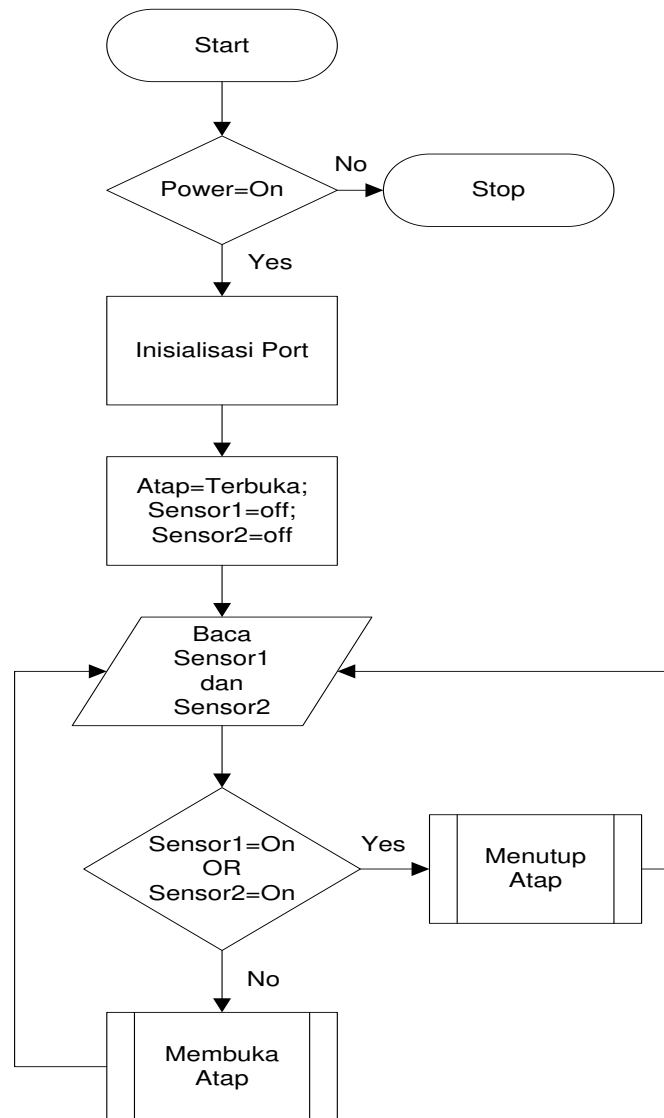 Start
Power=On
No
Stop
Yes
Inisialisasi Port
Atap=Terbuka;
Sensor1=off;
Sensor2=off
Baca
Sensor1
dan
Sensor2
Sensor1=On
OR
Sensor2=On
Yes
Menutup
Atap
No
Membuka
Atap